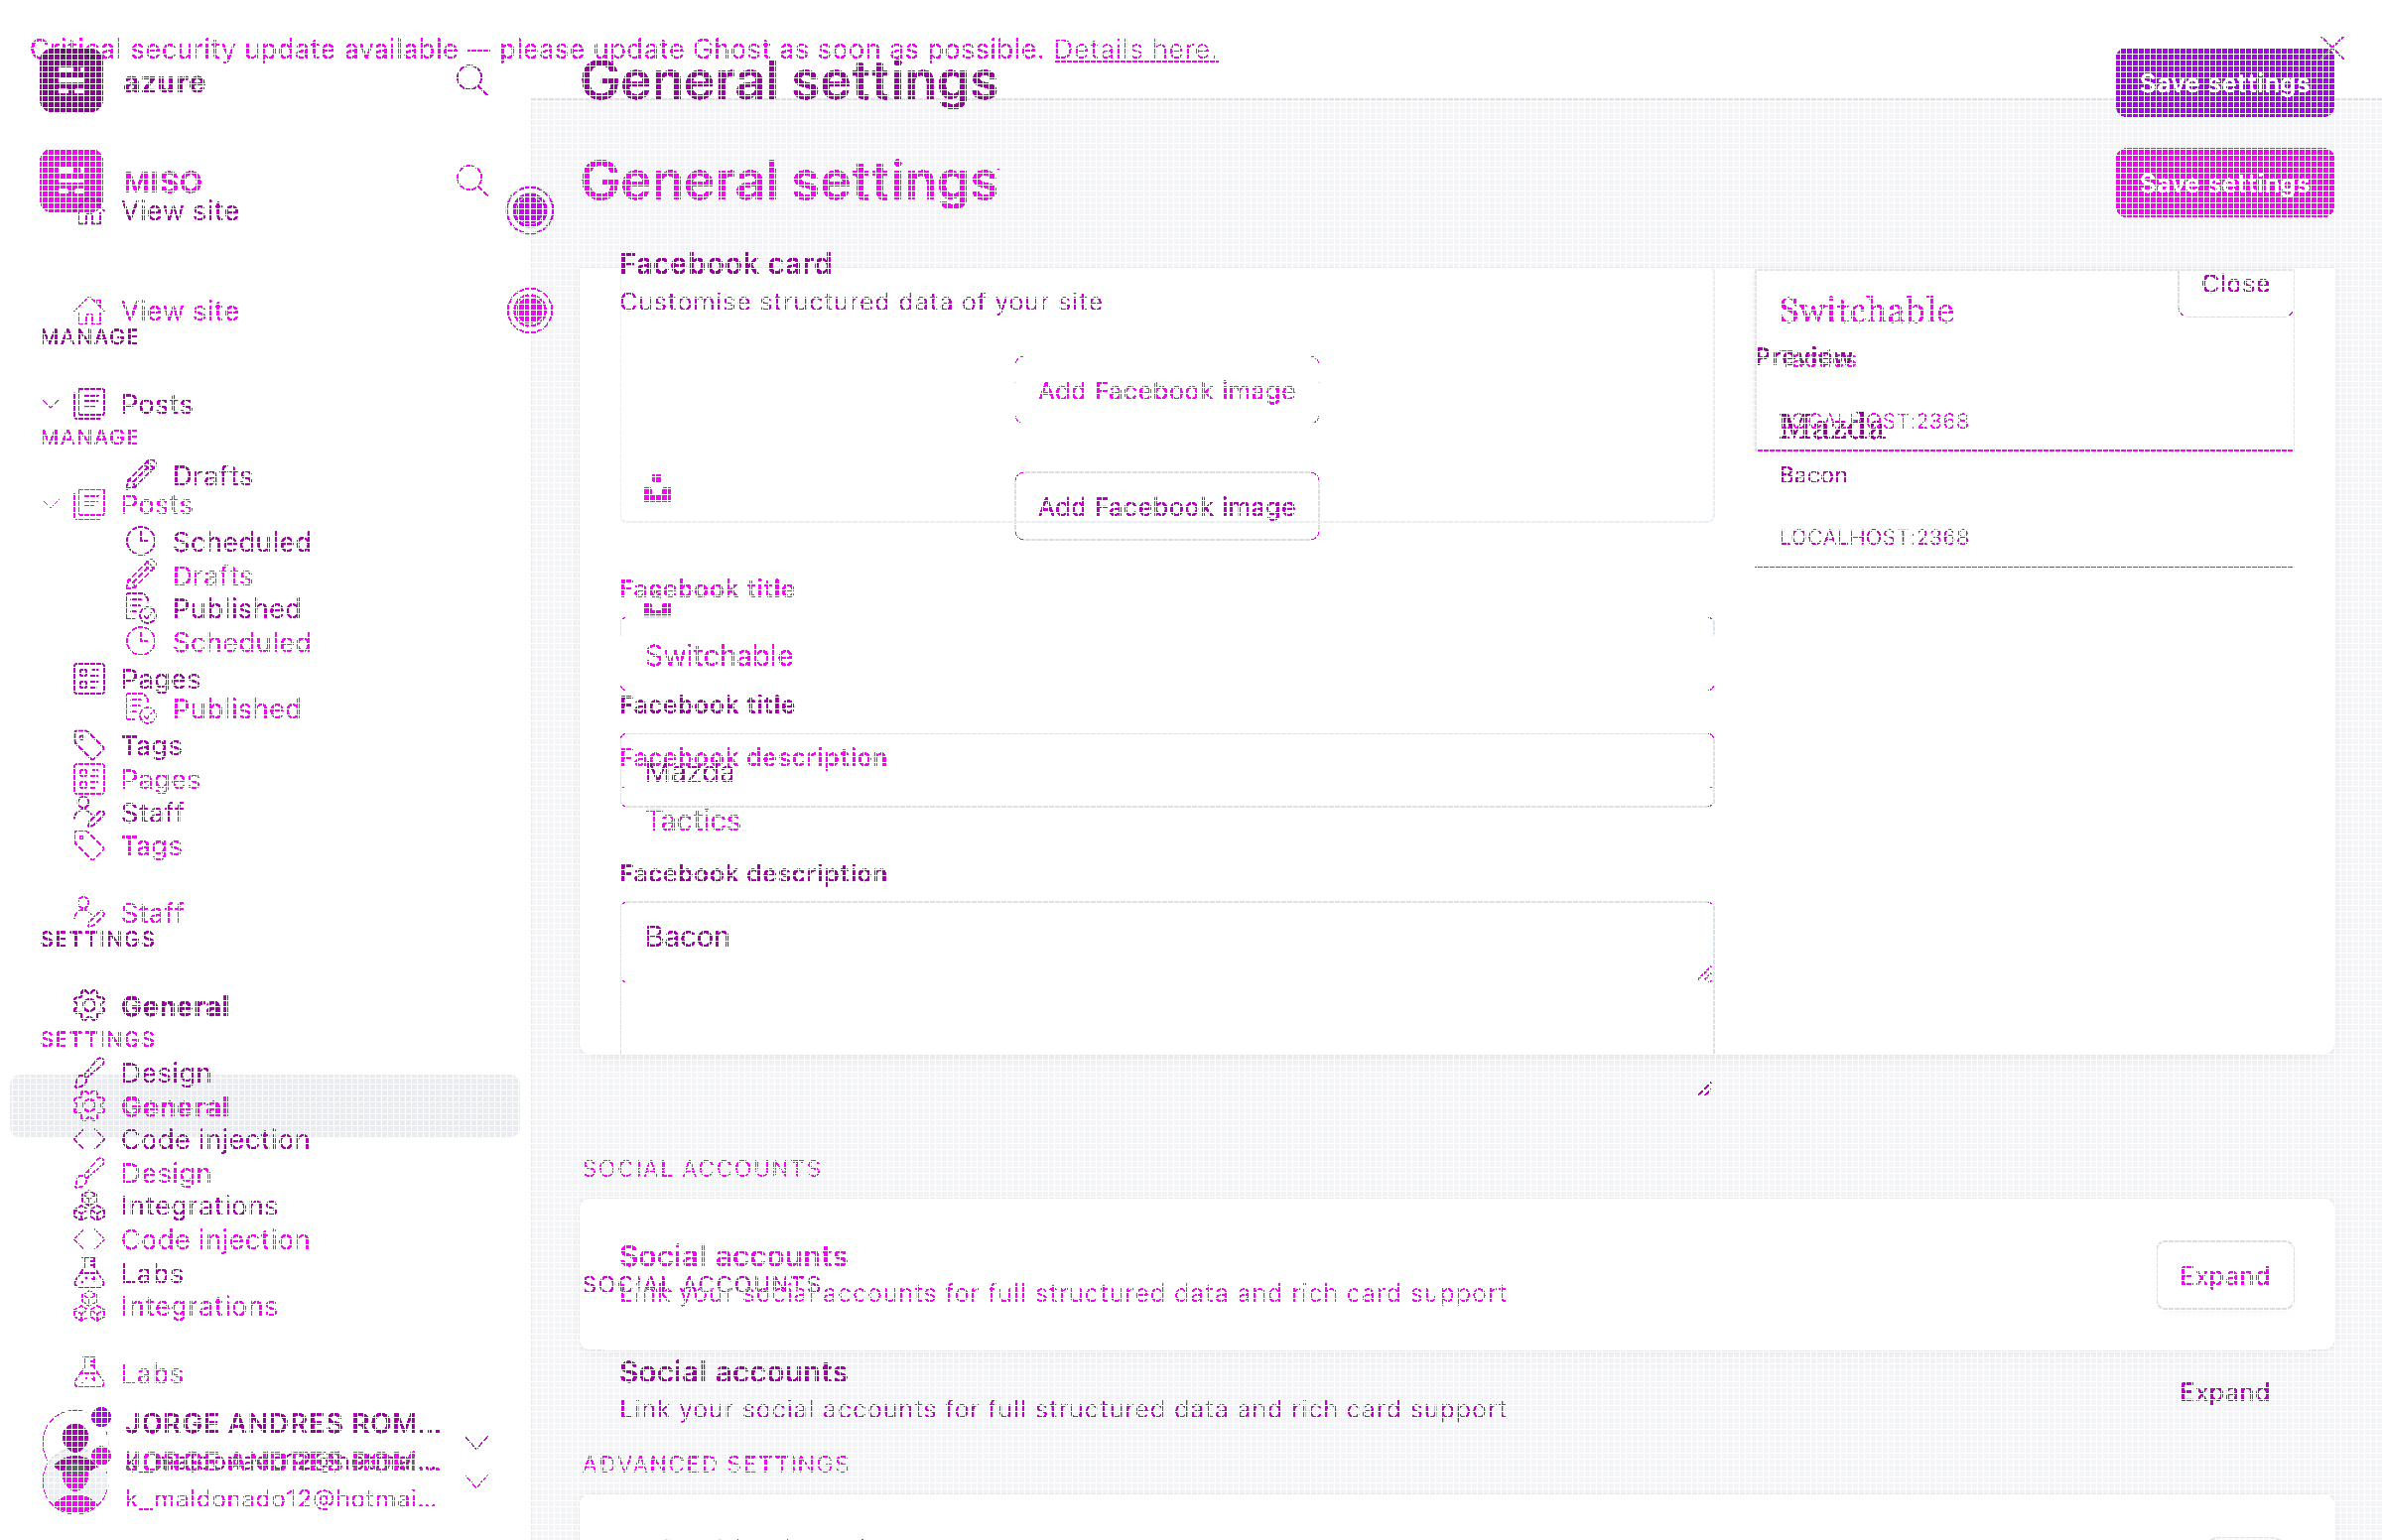 Critical security update available — please update Ghost as soon as possible. Details here.
azure
General settings
Save settings
MISO
General settings
Save settings
View site
Facebook card
Customise structured data of your site
Close
View site
Switchable
MANAGE
Preview
Tactics
Add Facebook image
Posts
MANAGE
LOCALHOST:2368
Mazda
Drafts
Bacon
Posts
Add Facebook image
Scheduled
LOCALHOST:2368
Drafts
Facebook title
Published
Scheduled
Switchable
Pages
Published
Facebook title
Tags
Facebook description
Pages
Mazda
Staff
Tactics
Tags
Facebook description
Staff
SETTINGS
Bacon
General
SETTINGS
Design
General
Code injection
Design
SOCIAL ACCOUNTS
Integrations
Code injection
Social accounts
Expand
Labs
SOCIAL ACCOUNTS
Link your social accounts for full structured data and rich card support
Integrations
Labs
Social accounts
Expand
Link your social accounts for full structured data and rich card support
JORGE ANDRES ROM...
JORGE ANDRES ROM...
ADVANCED SETTINGS
k_maldonado12@hotmai...